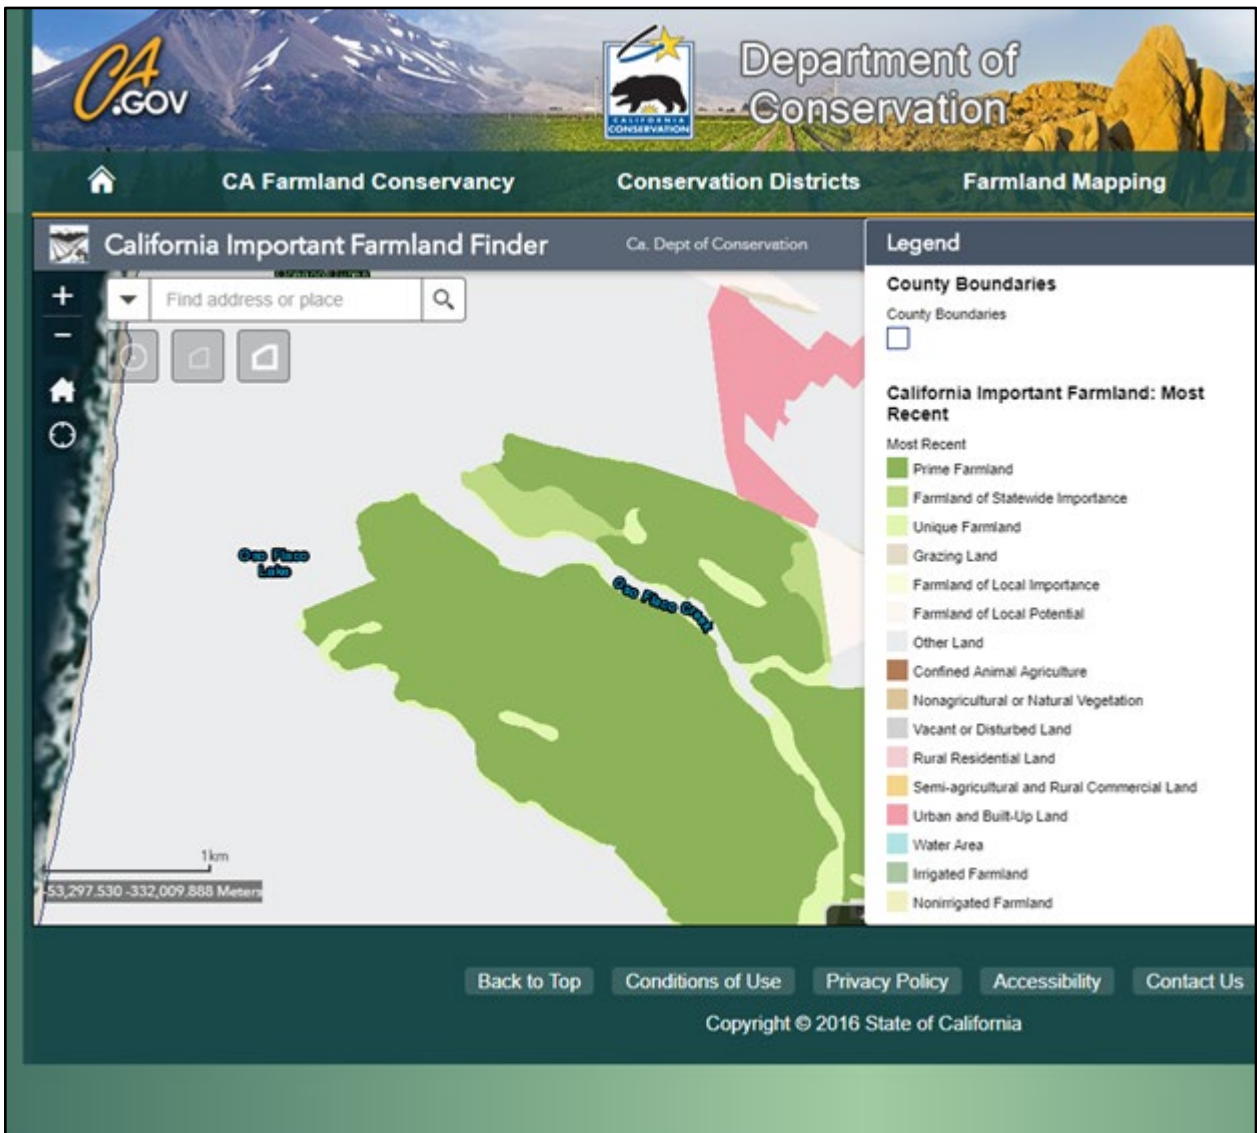 CA
.GOV
CALIFORNIA
CONSERVATION
Department of
Conservation
CA Farmland Conservancy
Conservation Districts
Farmland Mapping
California Important Farmland Finder
Ca. Dept of Conservation
Find address or place
Oso Flaco
Lake
Oso Flaco Creek
1km
-53,297.530 -332,009.888 Meters
Legend
County Boundaries
County Boundaries
California Important Farmland: Most
Recent
Most Recent
Prime Farmland
Farmland of Statewide Importance
Unique Farmland
Grazing Land
Farmland of Local Importance
Farmland of Local Potential
Other Land
Confined Animal Agriculture
Nonagricultural or Natural Vegetation
Vacant or Disturbed Land
Rural Residential Land
Semi-agricultural and Rural Commercial Land
Urban and Built-Up Land
Water Area
Irrigated Farmland
Nonirrigated Farmland
Back to Top
Conditions of Use
Privacy Policy
Accessibility
Contact Us
Copyright © 2016 State of California